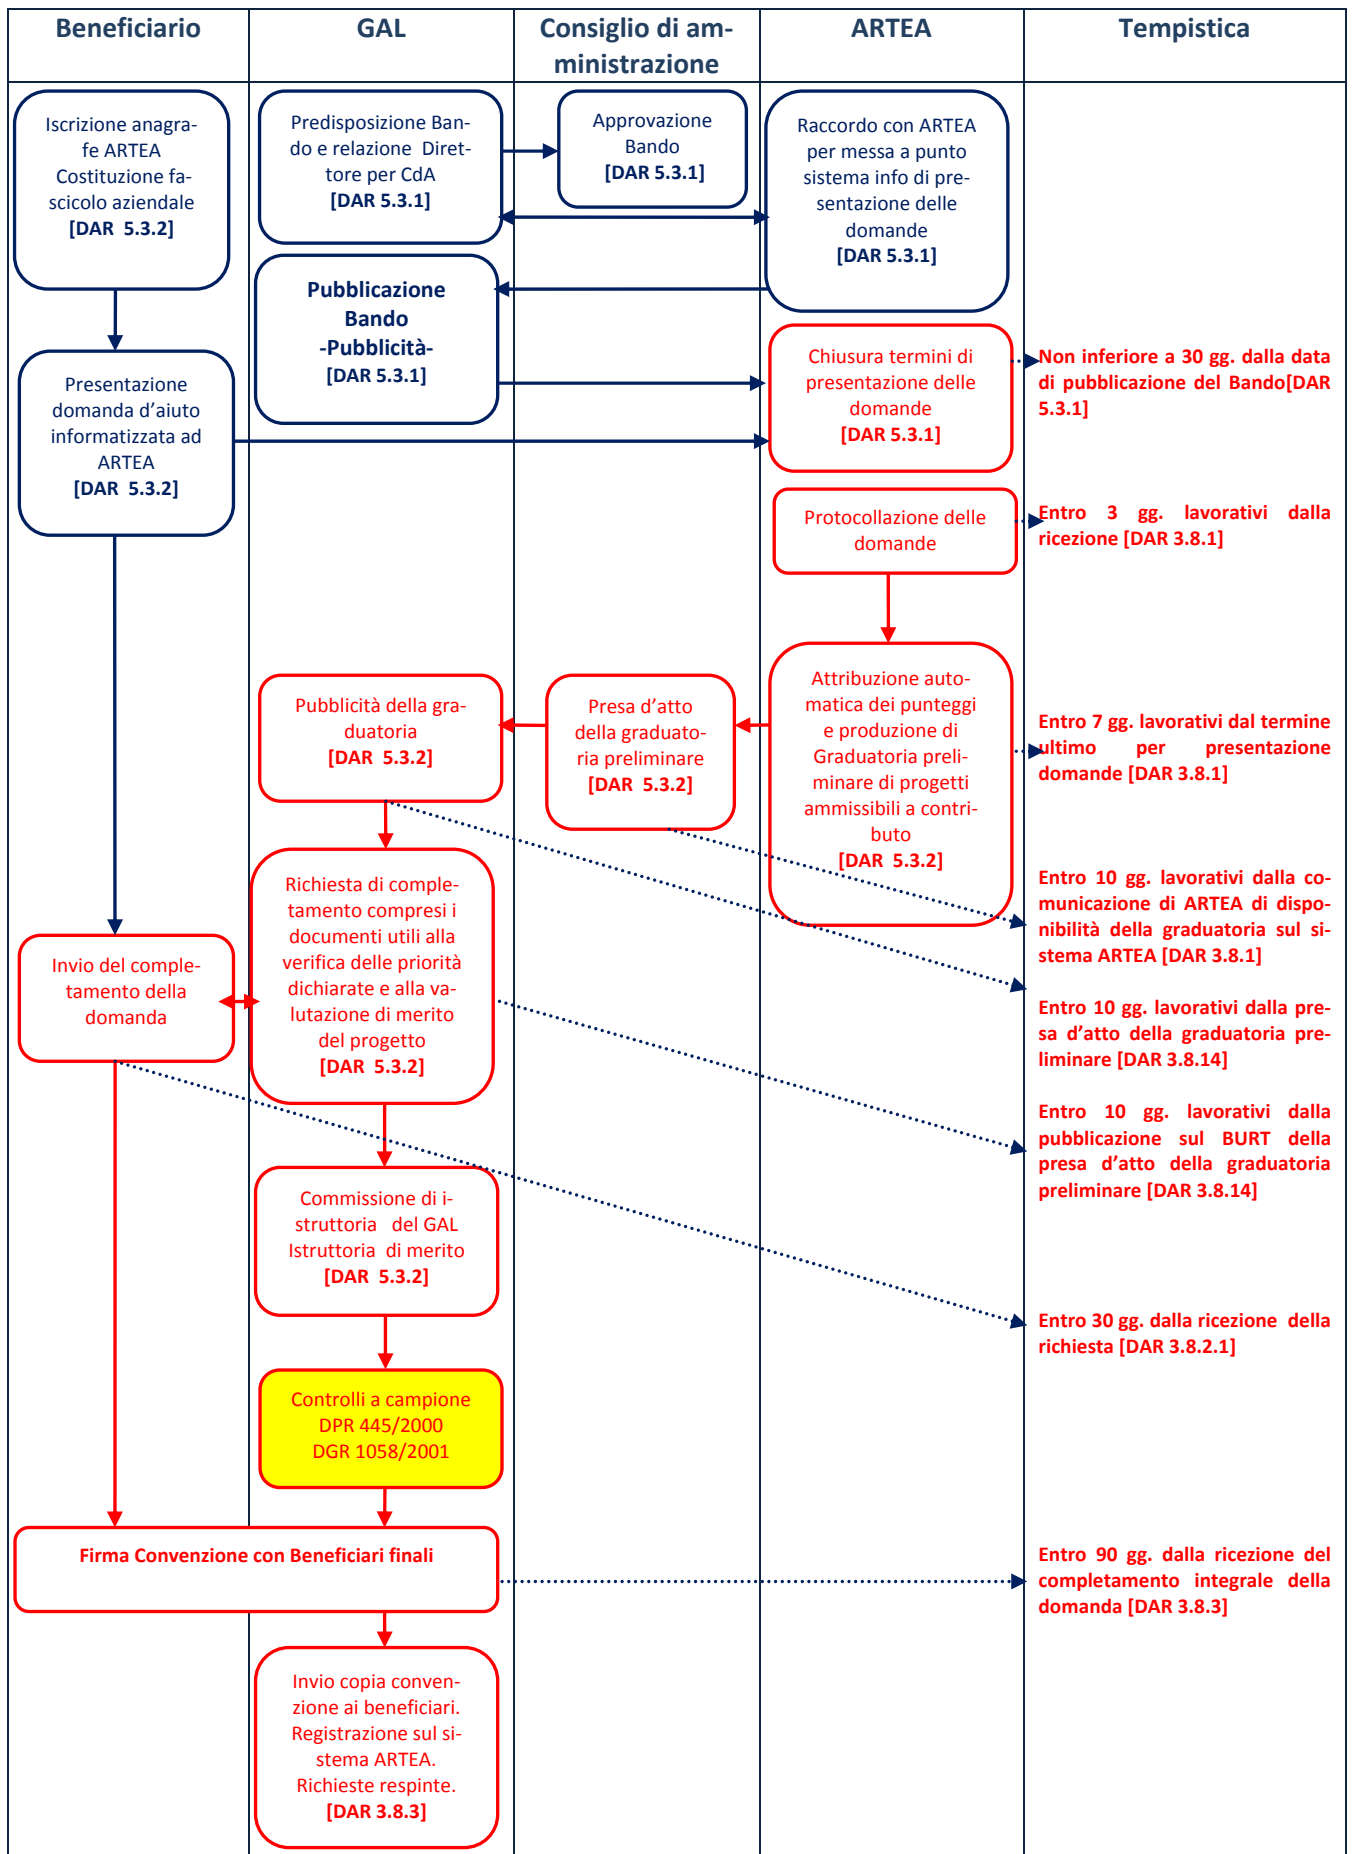 Beneficiario
GAL
Consiglio di am-
ministrazione
ARTEA
Tempistica
Iscrizione anagra-
fe ARTEA
Costituzione fa-
scicolo aziendale
[DAR 5.3.2]
Predisposizione Ban-
do e relazione Diret-
tore per CdA
[DAR 5.3.1]
Approvazione
Bando
[DAR 5.3.1]
Raccordo con ARTEA
per messa a punto
sistema info di pre-
sentazione delle
domande
[DAR 5.3.1]
Pubblicazione
Bando
-Pubblicità-
[DAR 5.3.1]
Presentazione
domanda d'aiuto
informatizzata ad
ARTEA
[DAR 5.3.2]
Chiusura termini di
presentazione delle
domande
[DAR 5.3.1]
Non inferiore a 30 gg. dalla data
di pubblicazione del Bando[DAR
5.3.1]
Protocollazione delle
domande
Entro 3 gg. lavorativi dalla
ricezione [DAR 3.8.1]
Pubblicità della gra-
duatoria
[DAR 5.3.2]
Presa d'atto
della graduato-
ria preliminare
[DAR 5.3.2]
Attribuzione auto-
matica dei punteggi
e produzione di
Graduatoria preli-
minare di progetti
ammissibili a contri-
buto
[DAR 5.3.2]
Entro 7 gg. lavorativi dal termine
ultimo per presentazione
domande [DAR 3.8.1]
Entro 10 gg. lavorativi dalla co-
municazione di ARTEA di dispo-
nibilità della graduatoria sul si-
stema ARTEA [DAR 3.8.1]
Richiesta di comple-
tamento compresi i
documenti utili alla
verifica delle priorità
dichiarate e alla va-
lutazione di merito
del progetto
[DAR 5.3.2]
Invio del comple-
tamento della
domanda
Entro 10 gg. lavorativi dalla pre-
sa d'atto della graduatoria pre-
liminare [DAR 3.8.14]
Entro 10 gg. lavorativi dalla
pubblicazione sul BURT della
presa d'atto della graduatoria
preliminare [DAR 3.8.14]
Commissione di i-
struttoria del GAL
Istruttoria di merito
[DAR 5.3.2]
Entro 30 gg. dalla ricezione della
richiesta [DAR 3.8.2.1]
Controlli a campione
DPR 445/2000
DGR 1058/2001
Firma Convenzione con Beneficiari finali
Entro 90 gg. dalla ricezione del
completamento integrale della
domanda [DAR 3.8.3]
Invio copia conven-
zione ai beneficiari.
Registrazione sul si-
stema ARTEA.
Richieste respinte.
[DAR 3.8.3]